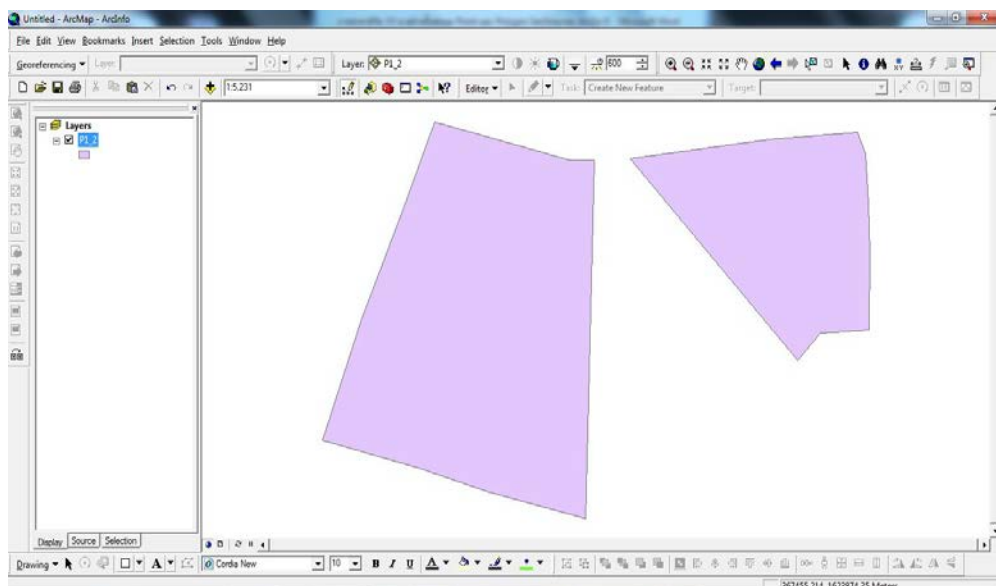 Untitled - ArcMap - ArcInfo
File Edit View Bookmarks Insert Selection Tools Window Help
Georeferencing Layer: Layer: P1_2 600
1:5,231 Editor Task: Create New Feature Target:
Layers
P1_2
Display Source Selection
Drawing A Cordia New 10 B I U A